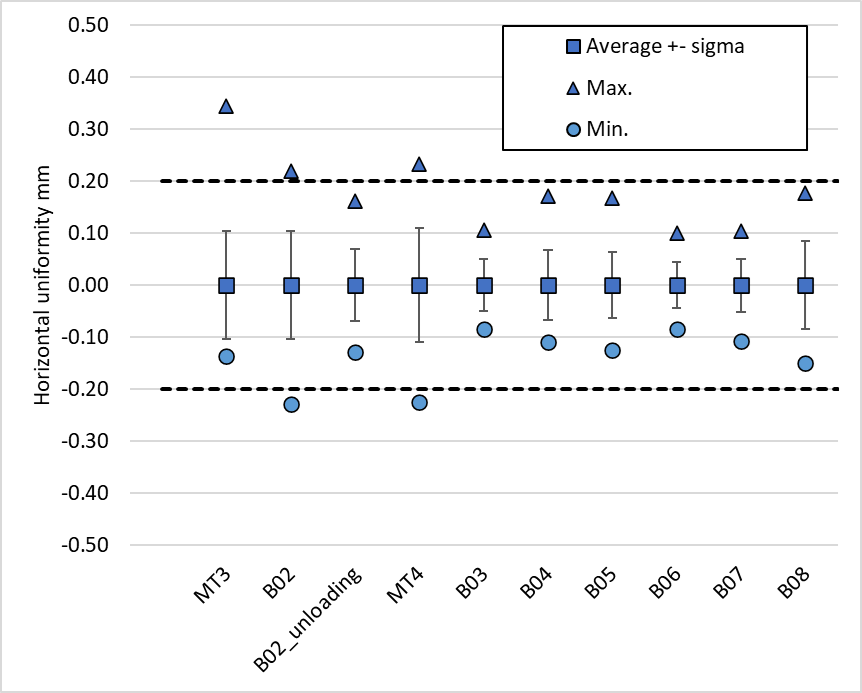 0.50
0.40
0.30
0.20
0.10
0.00
-0.10
-0.20
-0.30
-0.40
-0.50
Horizontal uniformity mm
Average +- sigma
Max.
Min.
MT3
B02
B02_unloading
MT4
B03
B04
B05
B06
B07
B08